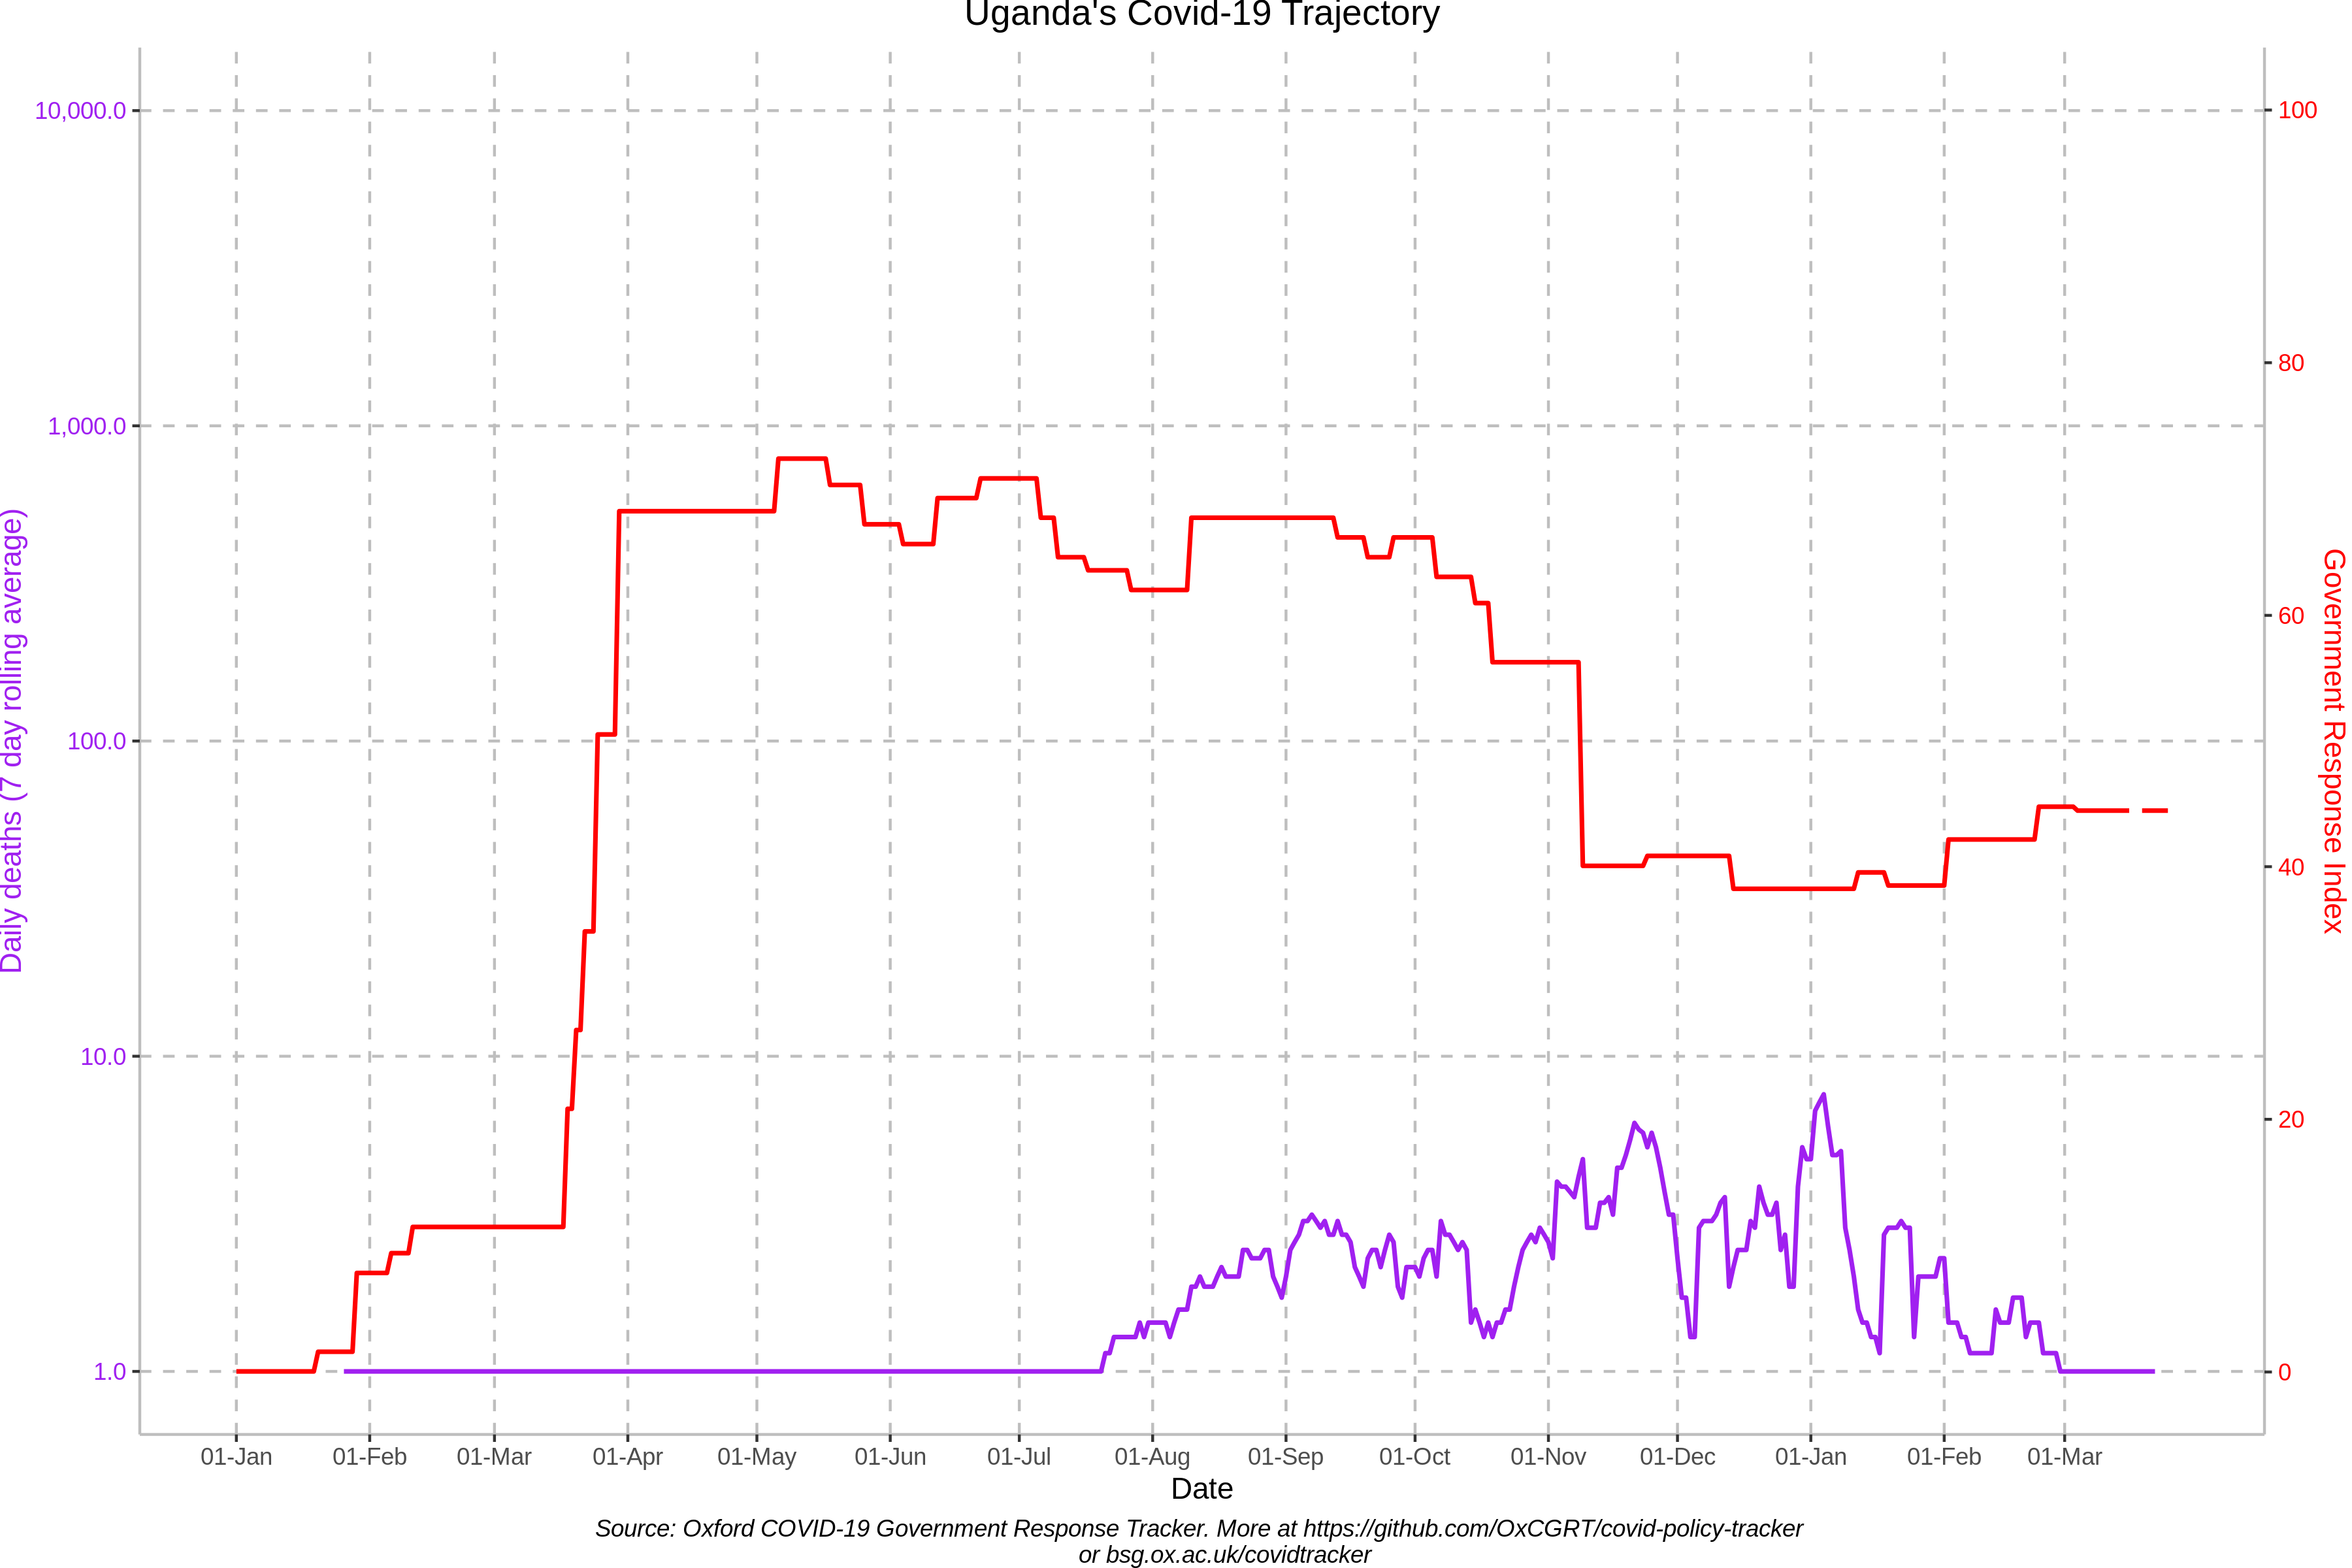 Uganda's Covid-19 Trajectory
10,000.0
1,000.0
100.0
10.0
1.0
Daily deaths (7 day rolling average)
100
80
60
40
20
0
Government Response Index
01-Jan 01-Feb 01-Mar 01-Apr 01-May 01-Jun 01-Jul 01-Aug 01-Sep 01-Oct 01-Nov 01-Dec 01-Jan 01-Feb 01-Mar
Date
Source: Oxford COVID-19 Government Response Tracker. More at https://github.com/OxCGRT/covid-policy-tracker
or bsg.ox.ac.uk/covidtracker